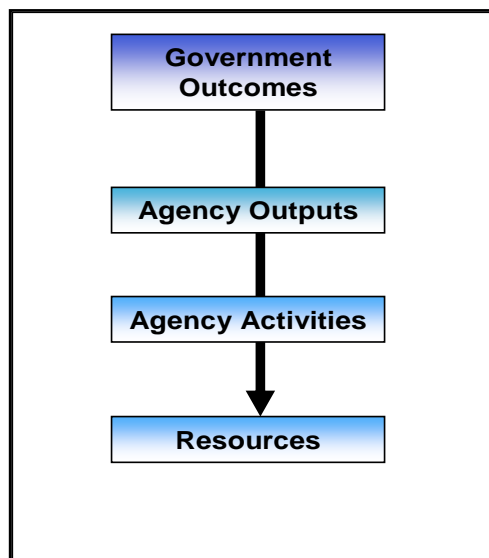 Government
Outcomes
Agency Outputs
Agency Activities
Resources